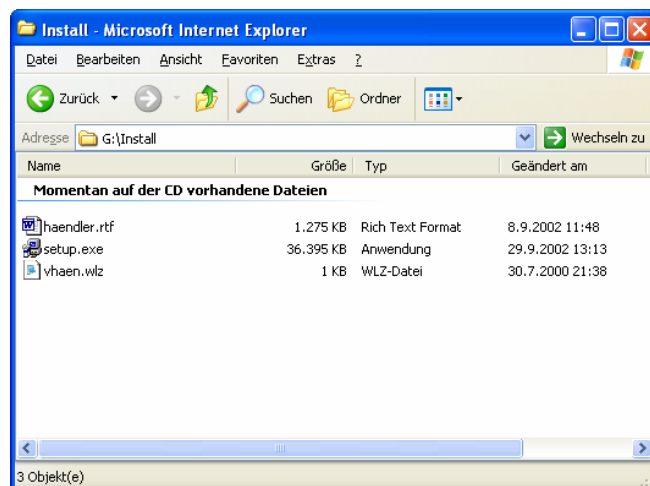 Install - Microsoft Internet Explorer
Datei Bearbeiten Ansicht Favoriten Extras ?
Zurück Suchen Ordner
Adresse G:\Install Wechseln zu
Name Größe Typ Geändert am
Momentan auf der CD vorhandene Dateien
haendler.rtf 1.275 KB Rich Text Format 8.9.2002 11:48
setup.exe 36.395 KB Anwendung 29.9.2002 13:13
vhaen.wlz 1 KB WLZ-Datei 30.7.2000 21:38
3 Objekt(e)